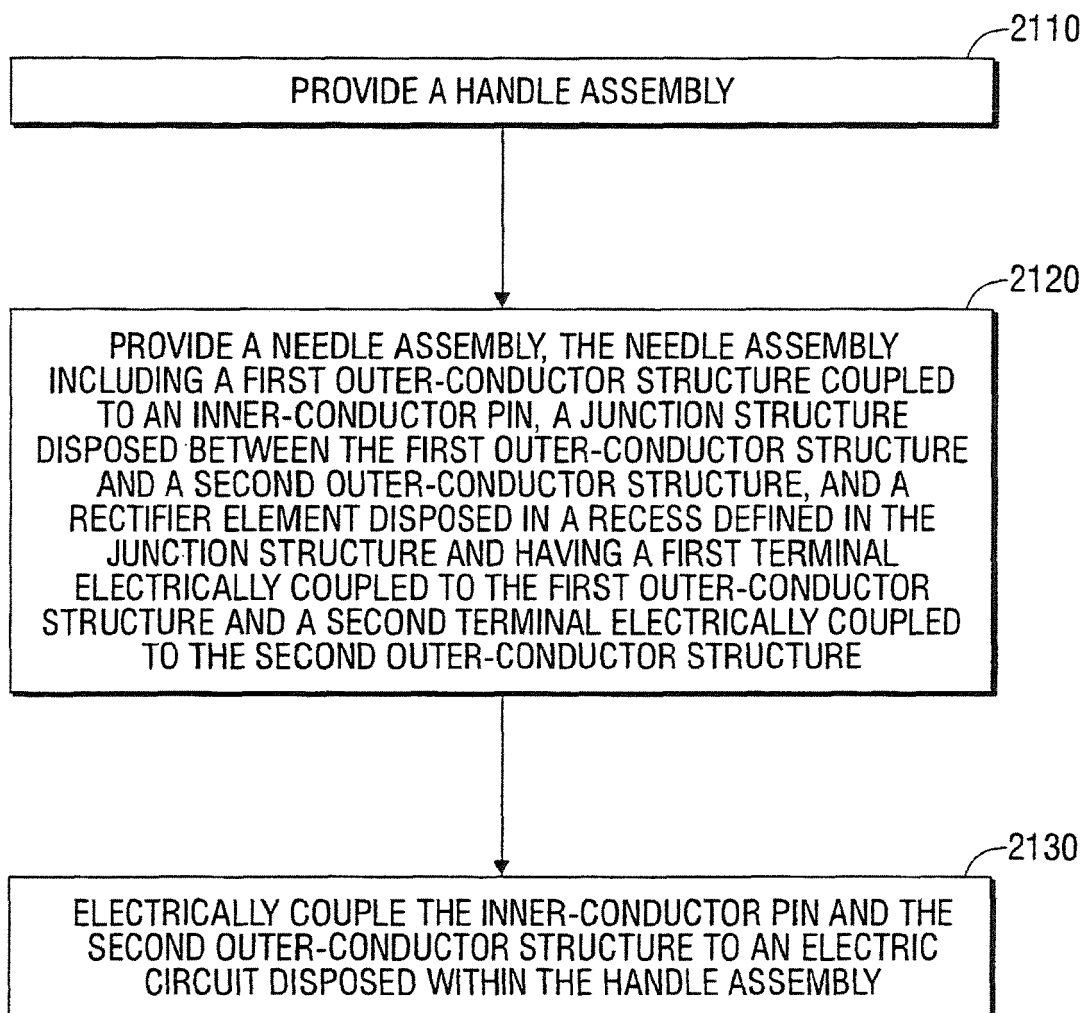 2110
PROVIDE A HANDLE ASSEMBLY
2120
PROVIDE A NEEDLE ASSEMBLY, THE NEEDLE ASSEMBLY
INCLUDING A FIRST OUTER-CONDUCTOR STRUCTURE COUPLED
TO AN INNER-CONDUCTOR PIN, A JUNCTION STRUCTURE
DISPOSED BETWEEN THE FIRST OUTER-CONDUCTOR STRUCTURE
AND A SECOND OUTER-CONDUCTOR STRUCTURE, AND A
RECTIFIER ELEMENT DISPOSED IN A RECESS DEFINED IN THE
JUNCTION STRUCTURE AND HAVING A FIRST TERMINAL
ELECTRICALLY COUPLED TO THE FIRST OUTER-CONDUCTOR
STRUCTURE AND A SECOND TERMINAL ELECTRICALLY COUPLED
TO THE SECOND OUTER-CONDUCTOR STRUCTURE
2130
ELECTRICALLY COUPLE THE INNER-CONDUCTOR PIN AND THE
SECOND OUTER-CONDUCTOR STRUCTURE TO AN ELECTRIC
CIRCUIT DISPOSED WITHIN THE HANDLE ASSEMBLY